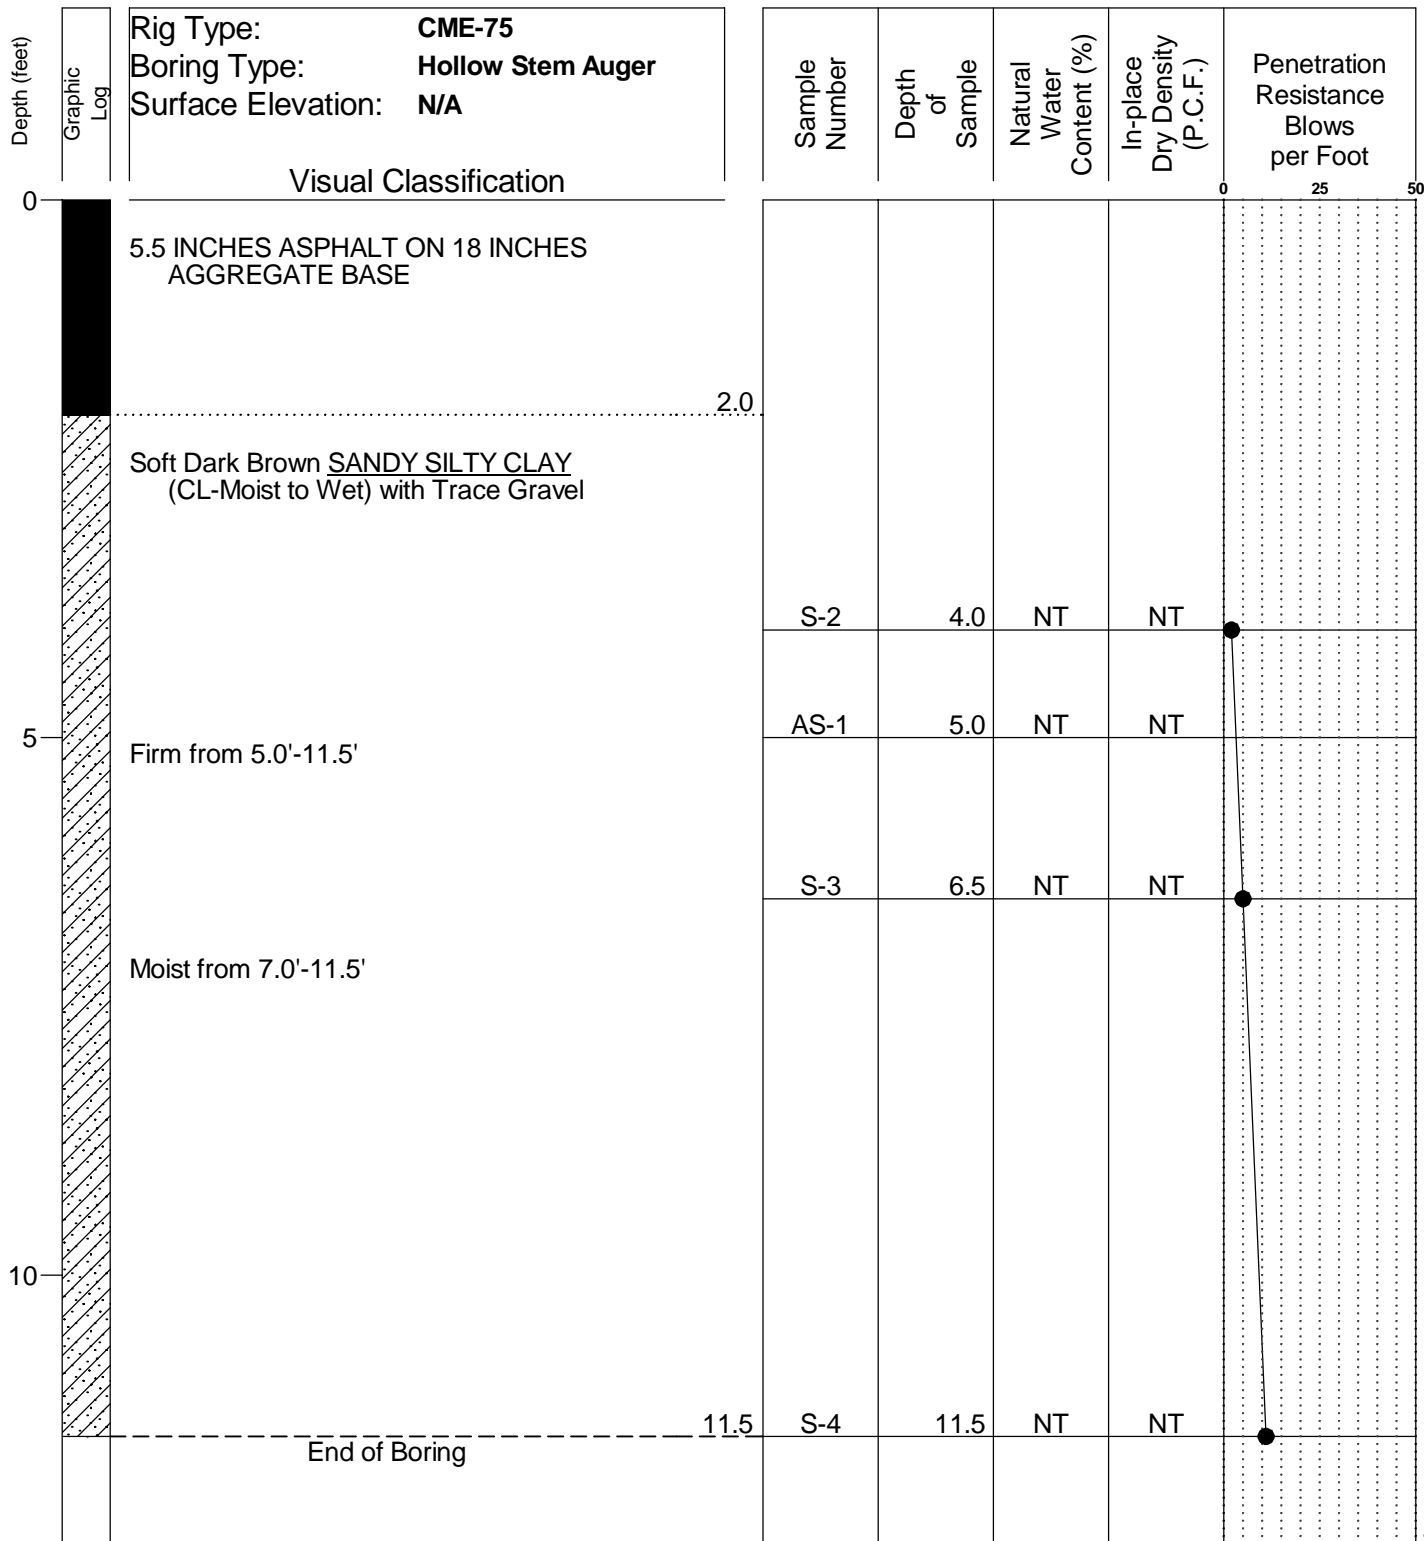 Depth (feet)
Graphic
Log
Rig Type: CME-75
Boring Type: Hollow Stem Auger
Surface Elevation: N/A
Visual Classification
Sample
Number
Depth
of
Sample
Natural
Water
Content (%)
In-place
Dry Density
(P.C.F.)
Penetration
Resistance
Blows
per Foot
0 25 50
0
5.5 INCHES ASPHALT ON 18 INCHES
AGGREGATE BASE
2.0
Soft Dark Brown SANDY SILTY CLAY
(CL-Moist to Wet) with Trace Gravel
S-2 4.0 NT NT
AS-1 5.0 NT NT
5
Firm from 5.0'-11.5'
S-3 6.5 NT NT
Moist from 7.0'-11.5'
10
11.5 S-4 11.5 NT NT
End of Boring